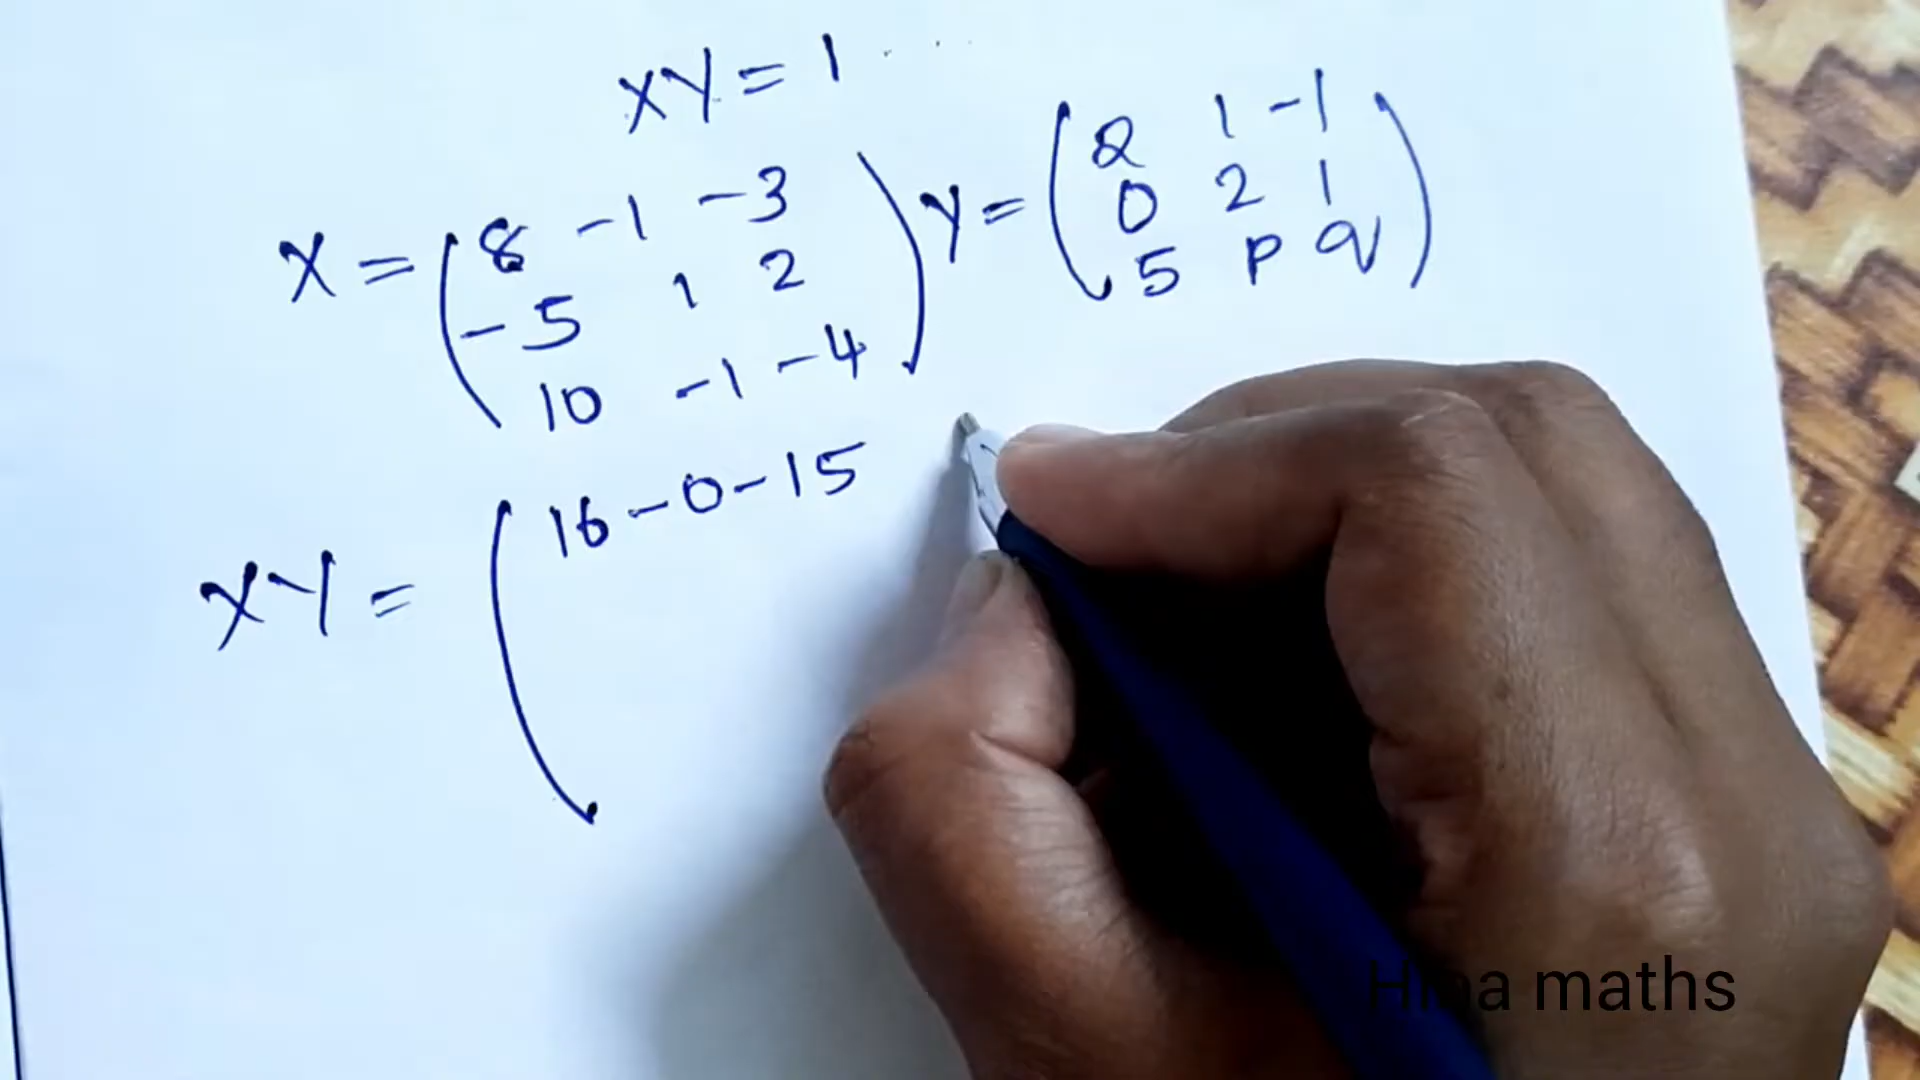 XY = 1
X = (8 -1 -3
-5 1 2
10 -1 -4)
Y = (2 1 -1
0 2 1
5 p q)
XY = (16 - 0 - 15
maths